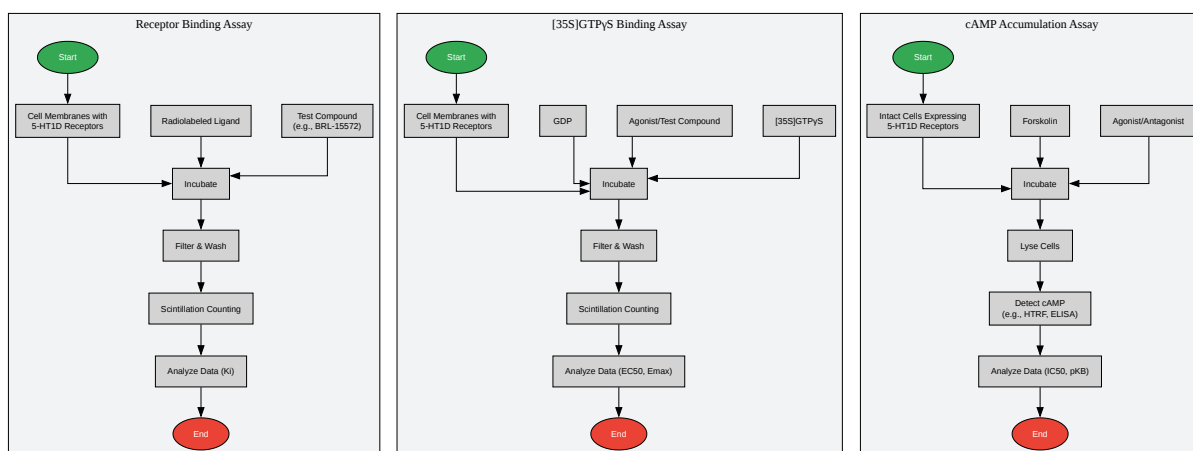 Receptor Binding Assay
Start
Cell Membranes with
5-HT1D Receptors
Radiolabeled Ligand
Test Compound
(e.g., BRL-15572)
Incubate
Filter & Wash
Scintillation Counting
Analyze Data (Ki)
End
[35S]GTPγS Binding Assay
Start
Cell Membranes with
5-HT1D Receptors
GDP
Agonist/Test Compound
[35S]GTPγS
Incubate
Filter & Wash
Scintillation Counting
Analyze Data (EC50, Emax)
End
cAMP Accumulation Assay
Start
Intact Cells Expressing
5-HT1D Receptors
Forskolin
Agonist/Antagonist
Incubate
Lyse Cells
Detect cAMP
(e.g., HTRF, ELISA)
Analyze Data (IC50, pKB)
End